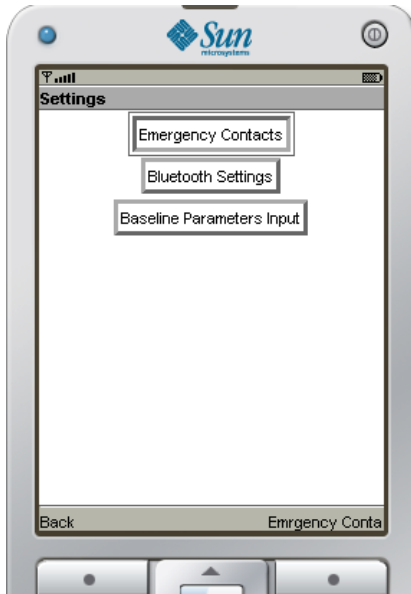 Sun
microsystems
Settings
Emergency Contacts
Bluetooth Settings
Baseline Parameters Input
Back Emrgency Conta